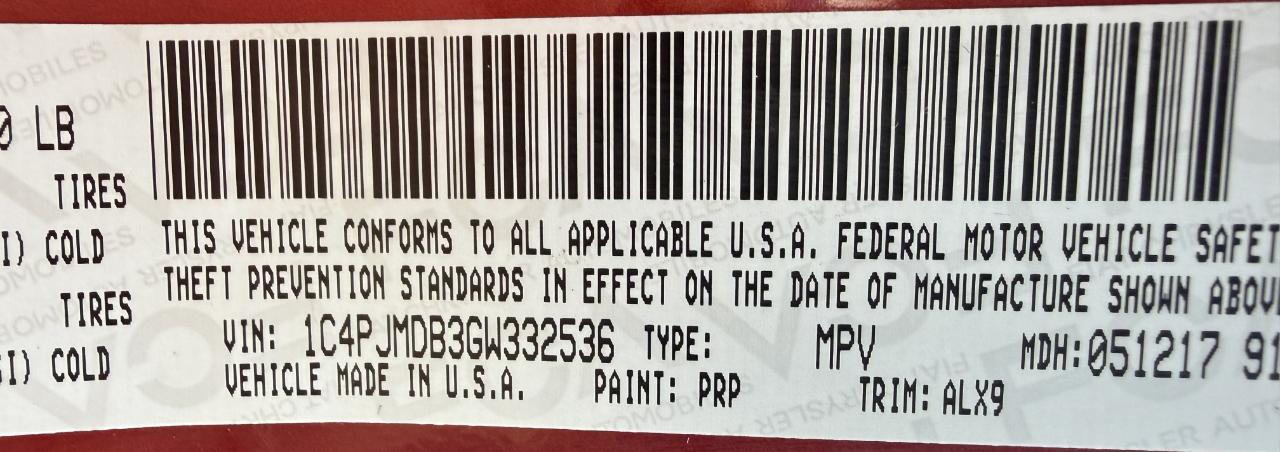 0 LB
TIRES
THIS VEHICLE CONFORMS TO ALL APPLICABLE U.S.A. FEDERAL MOTOR VEHICLE SAFET
I) COLD
THEFT PREVENTION STANDARDS IN EFFECT ON THE DATE OF MANUFACTURE SHOWN ABOV
TIRES
VIN: 1C4PJMDB3GW332536 TYPE: MPV MDH:051217 91
I) COLD
VEHICLE MADE IN U.S.A. PAINT: PRP TRIM: ALX9